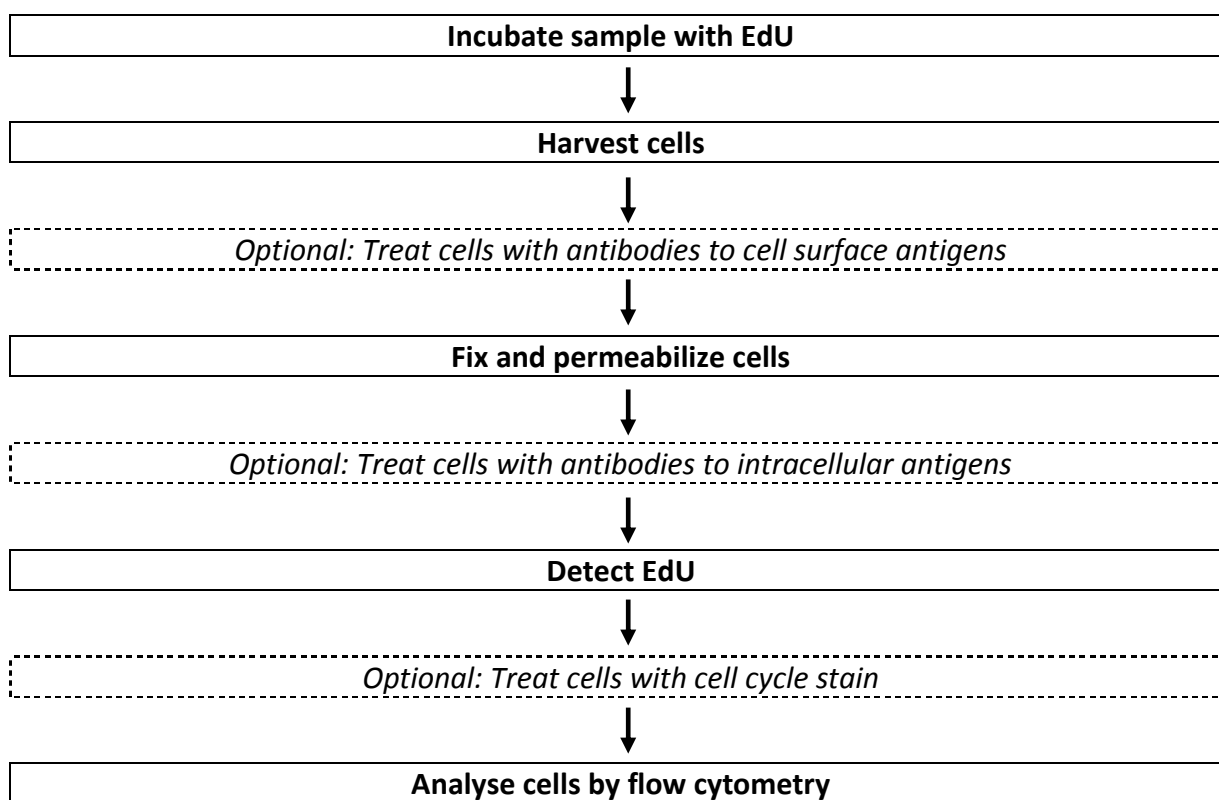 Incubate sample with EdU
Harvest cells
Optional: Treat cells with antibodies to cell surface antigens
Fix and permeabilize cells
Optional: Treat cells with antibodies to intracellular antigens
Detect EdU
Optional: Treat cells with cell cycle stain
Analyse cells by flow cytometry